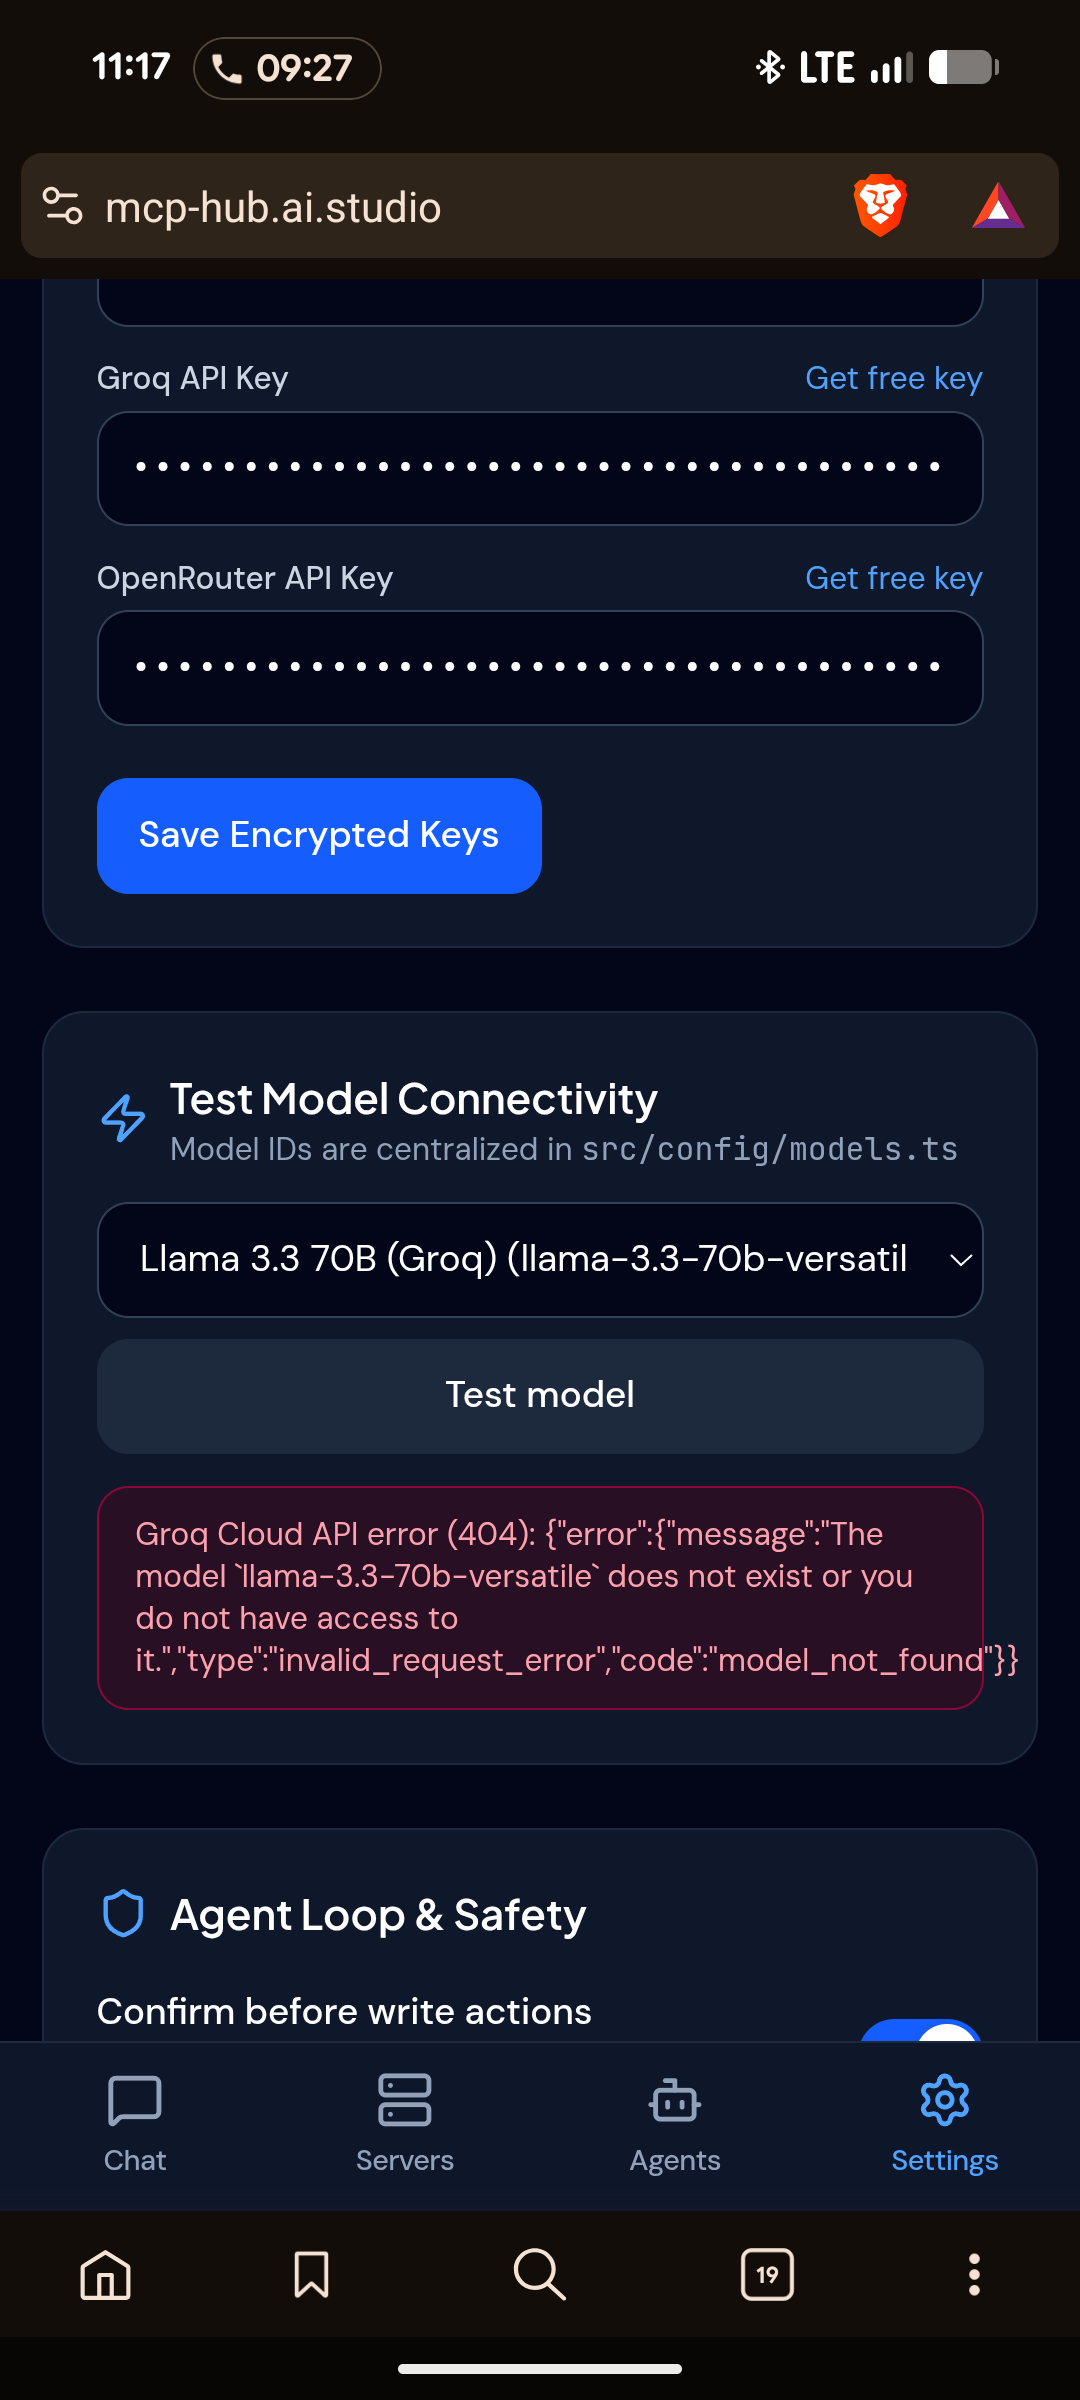 11:17 09:27 LTE
mcp-hub.ai.studio
Groq API Key Get free key
••••••••••••••••••••••••••••••••••••• 
OpenRouter API Key Get free key
•••••••••••••••••••••••••••••••••••••
Save Encrypted Keys
Test Model Connectivity
Model IDs are centralized in src/config/models.ts
Llama 3.3 70B (Groq) (llama-3.3-70b-versatil
Test model
Groq Cloud API error (404): {"error":{"message":"The
model `llama-3.3-70b-versatile` does not exist or you
do not have access to
it.","type":"invalid_request_error","code":"model_not_found"}}
Agent Loop & Safety
Confirm before write actions
Chat Servers Agents Settings
19